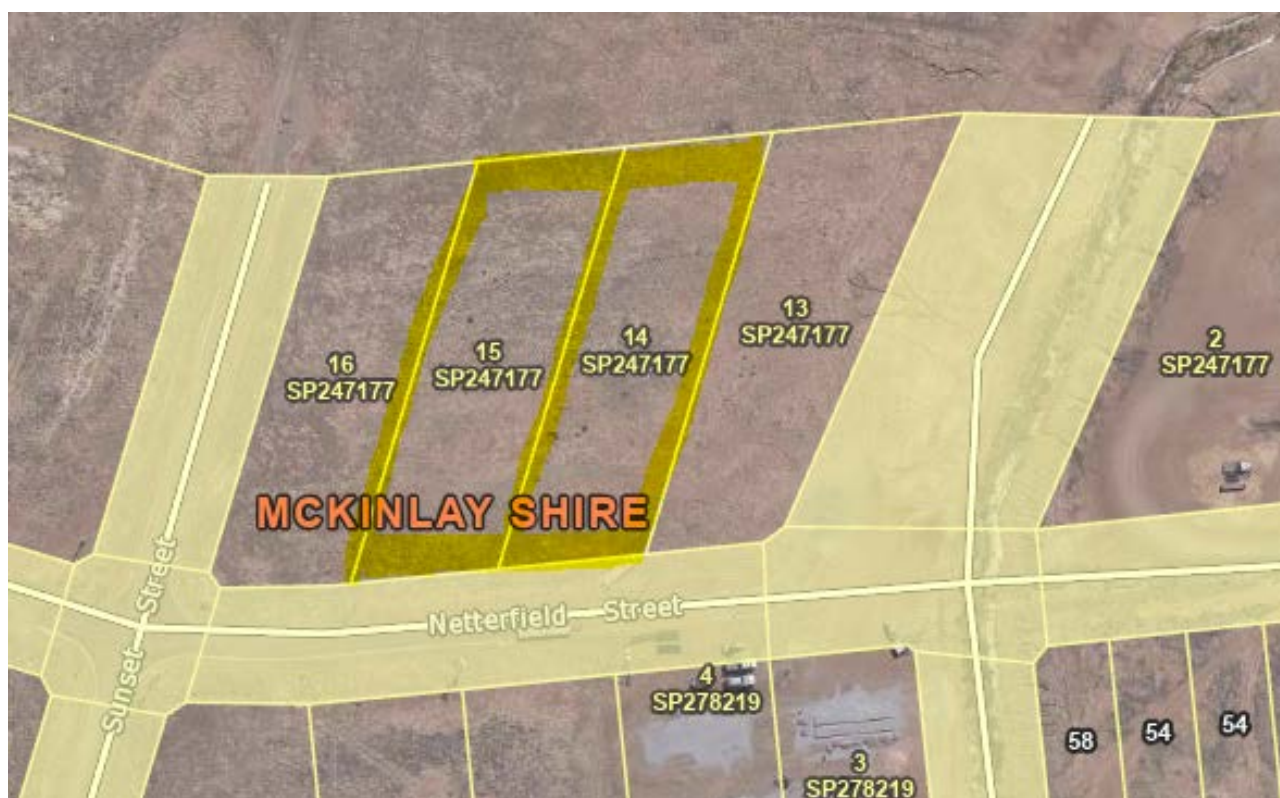 13
SP247177
14
SP247177
2
SP247177
15
SP247177
16
SP247177
MCKINLAY SHIRE
Netterfield Street
Sunset Street
4
SP278219
58
54
54
3
SP278219